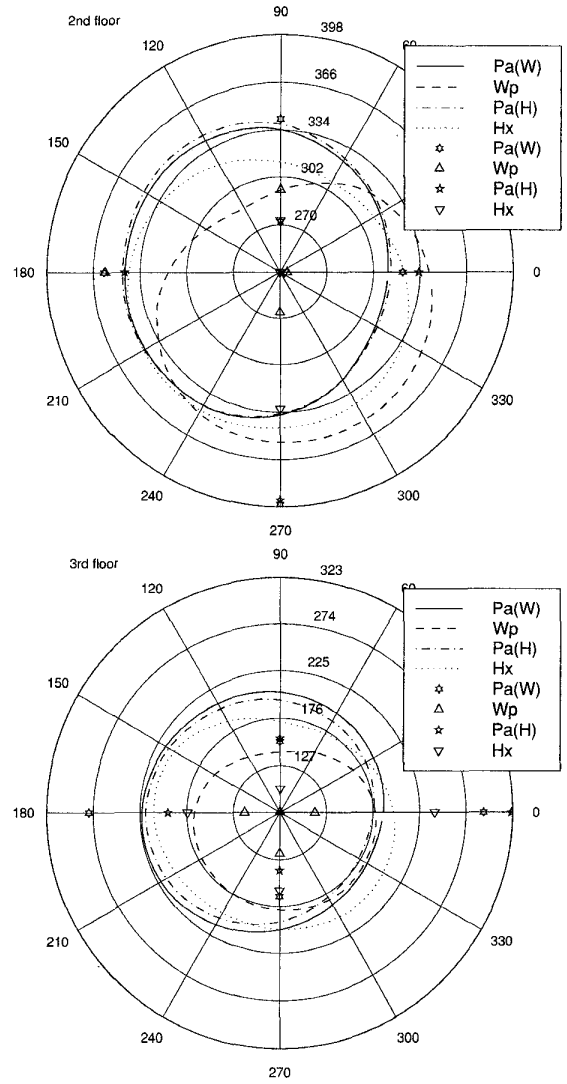 2nd floor
90
398
120
60
366
150
334
302
270
180
0
210
330
240
300
270
Pa(W)
Wp
Pa(H)
Hx
Pa(W)
Wp
Pa(H)
Hx
3rd floor
90
323
120
60
274
150
225
176
127
180
0
210
330
240
300
270
Pa(W)
Wp
Pa(H)
Hx
Pa(W)
Wp
Pa(H)
Hx